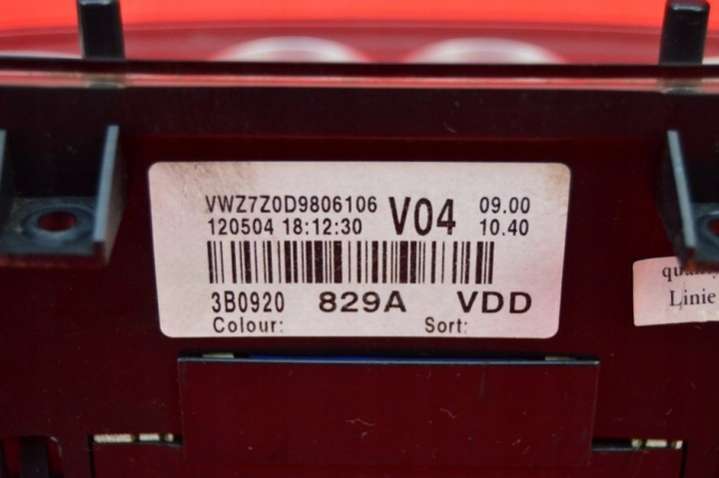 VWZ7Z0D9806106 V04 09.00
120504 18:12:30 10.40
3B0920 829A VDD
Colour: Sort:
Linie